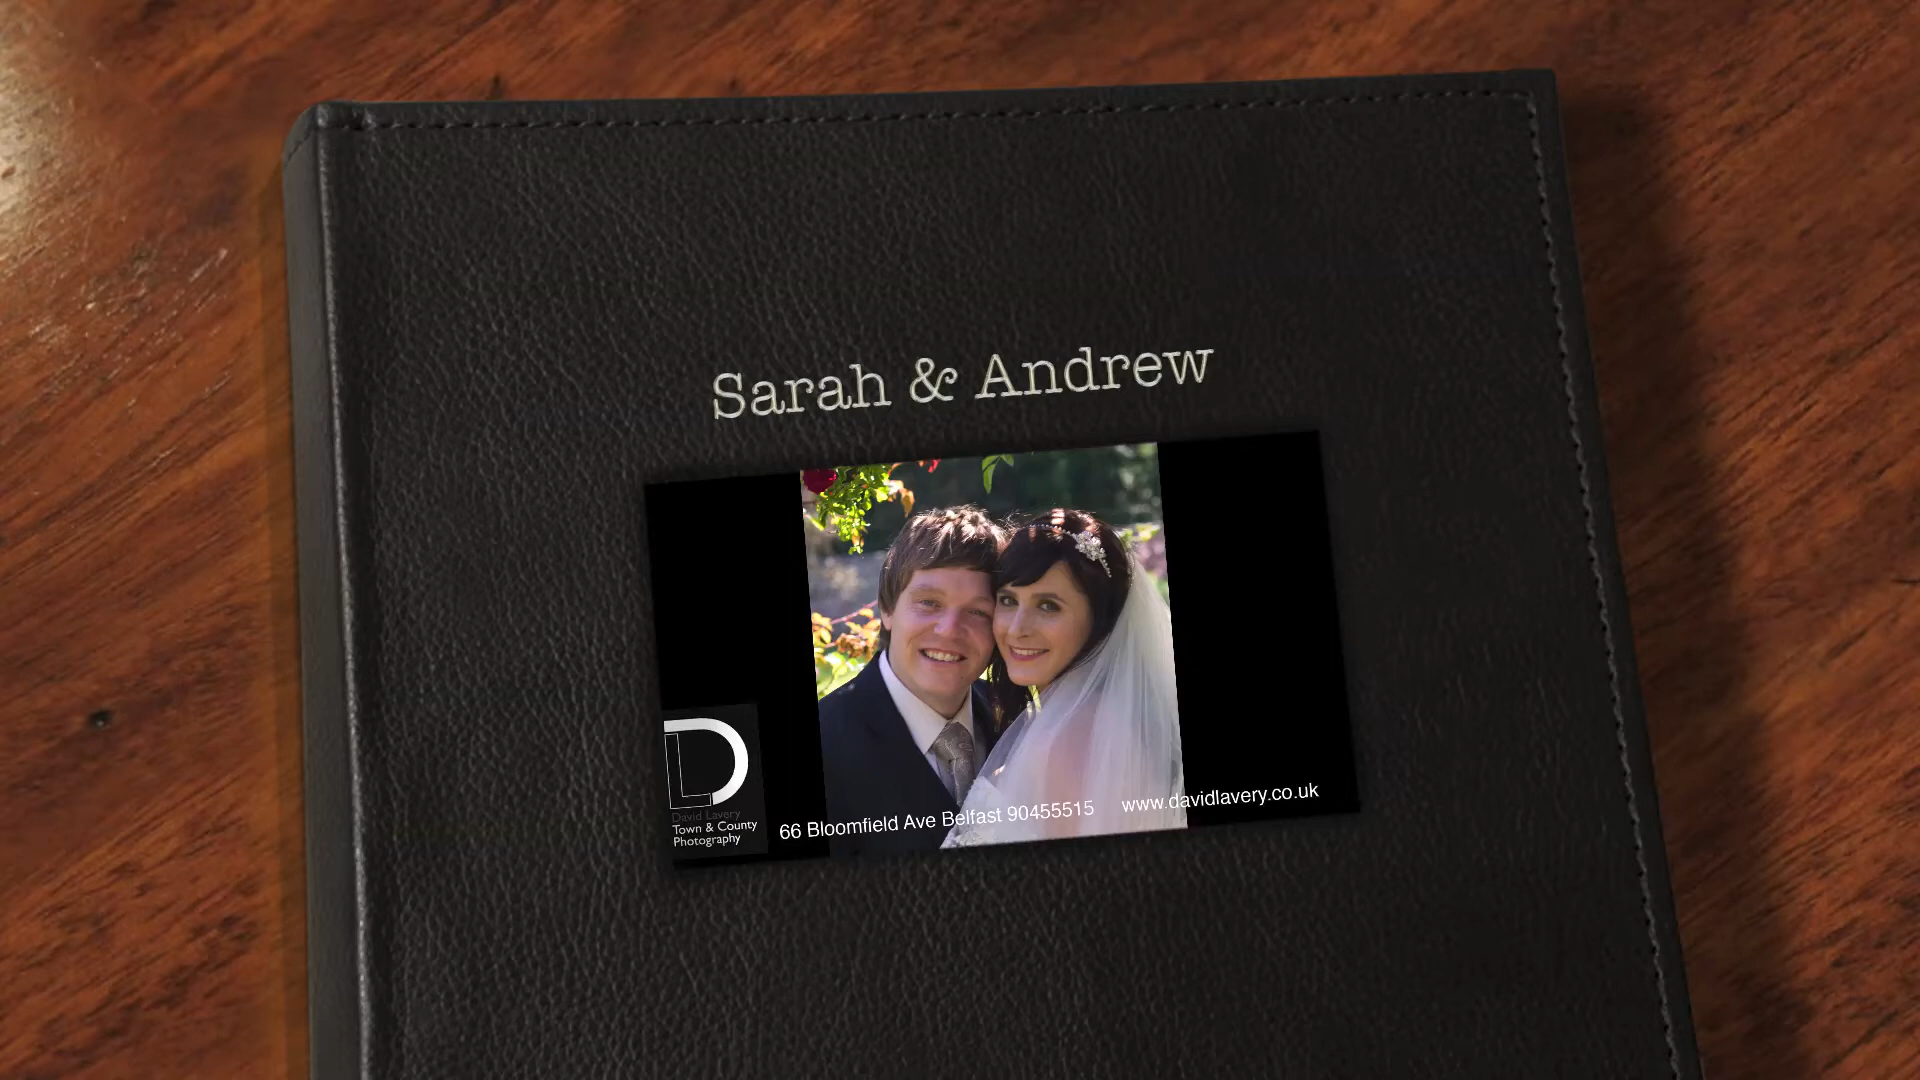 Sarah & Andrew
David Lavery
Town & County
Photography
66 Bloomfield Ave Belfast 90455515 www.davidlavery.co.uk